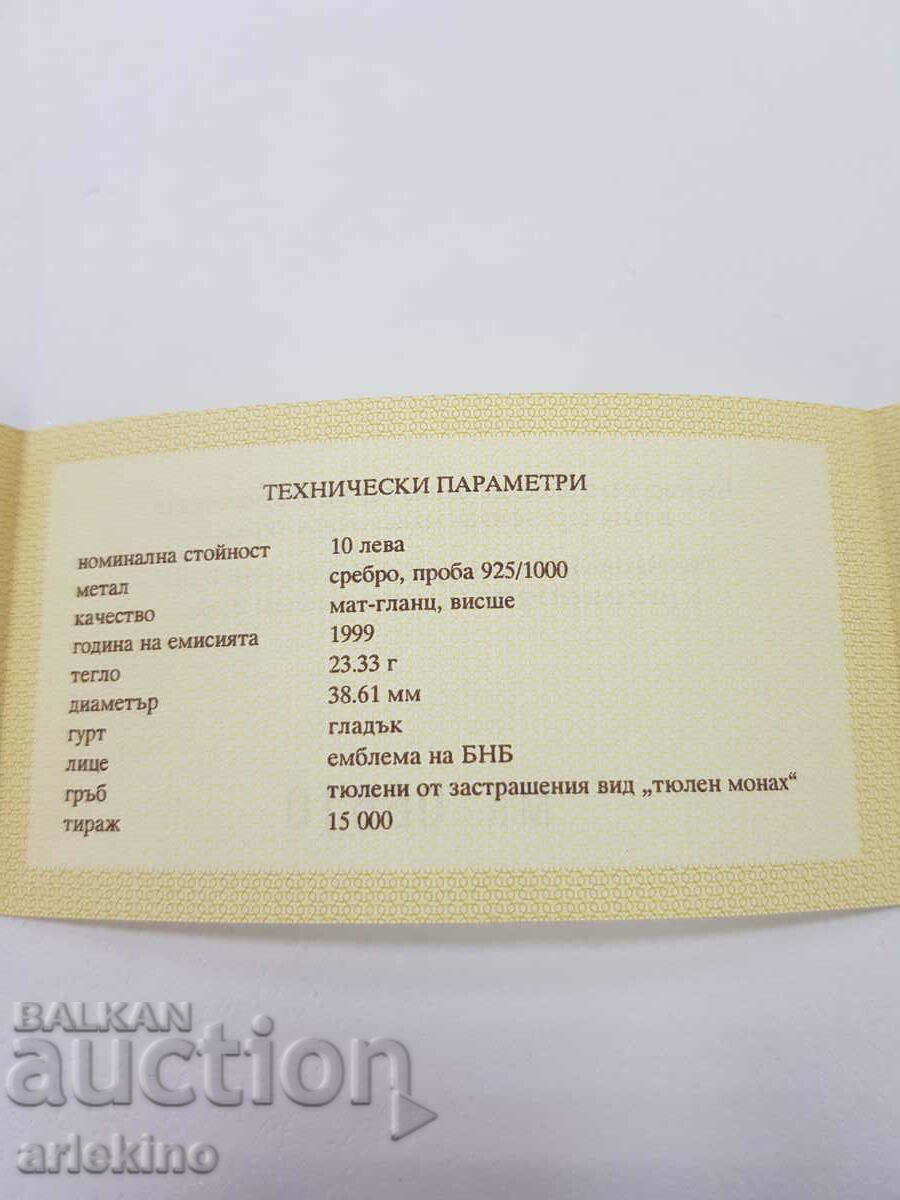 ТЕХНИЧЕСКИ ПАРАМЕТРИ
номинална стойност 10 лева
метал сребро, проба 925/1000
качество мат-гланц, висше
година на емисията 1999
тегло 23.33 г
диаметър 38.61 мм
гурт гладък
лице емблема на БНБ
гръб тюлени от застрашения вид „тюлен монах“
тираж 15 000
BALKAN
auction
arlekino